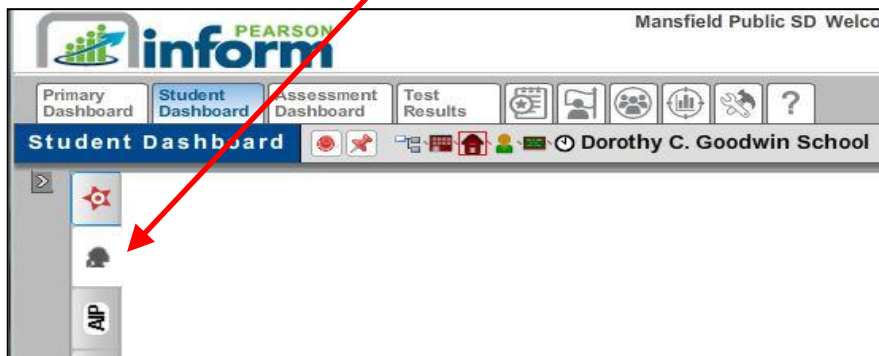 PEARSON
inform
Mansfield Public SD Welco
Primary Dashboard
Student Dashboard
Assessment Dashboard
Test Results
?
Student Dashboard
Dorothy C. Goodwin School
>
AIP